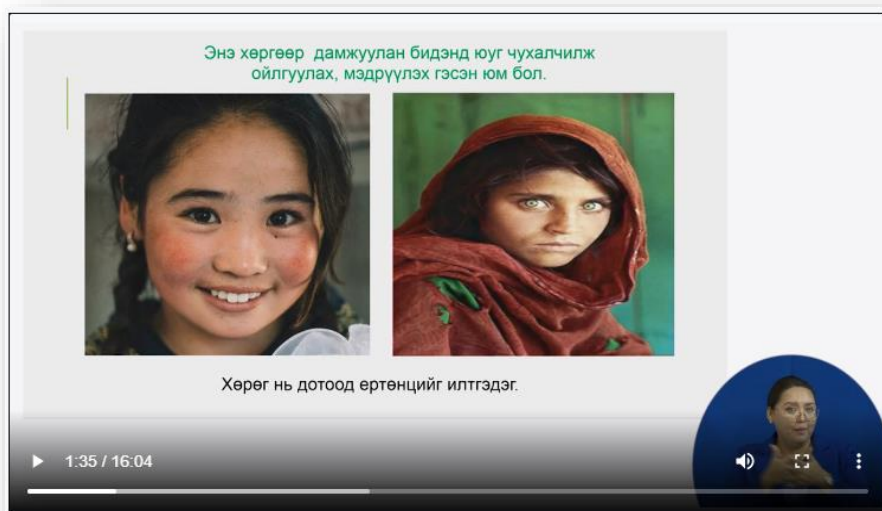 Энэ хөргөөр дамжуулан бидэнд юуг чухалчилж
ойлгуулах, мэдрүүлэх гэсэн юм бол.
Хөрөг нь дотоод ертөнцийг илтгэдэг.
1:35 / 16:04